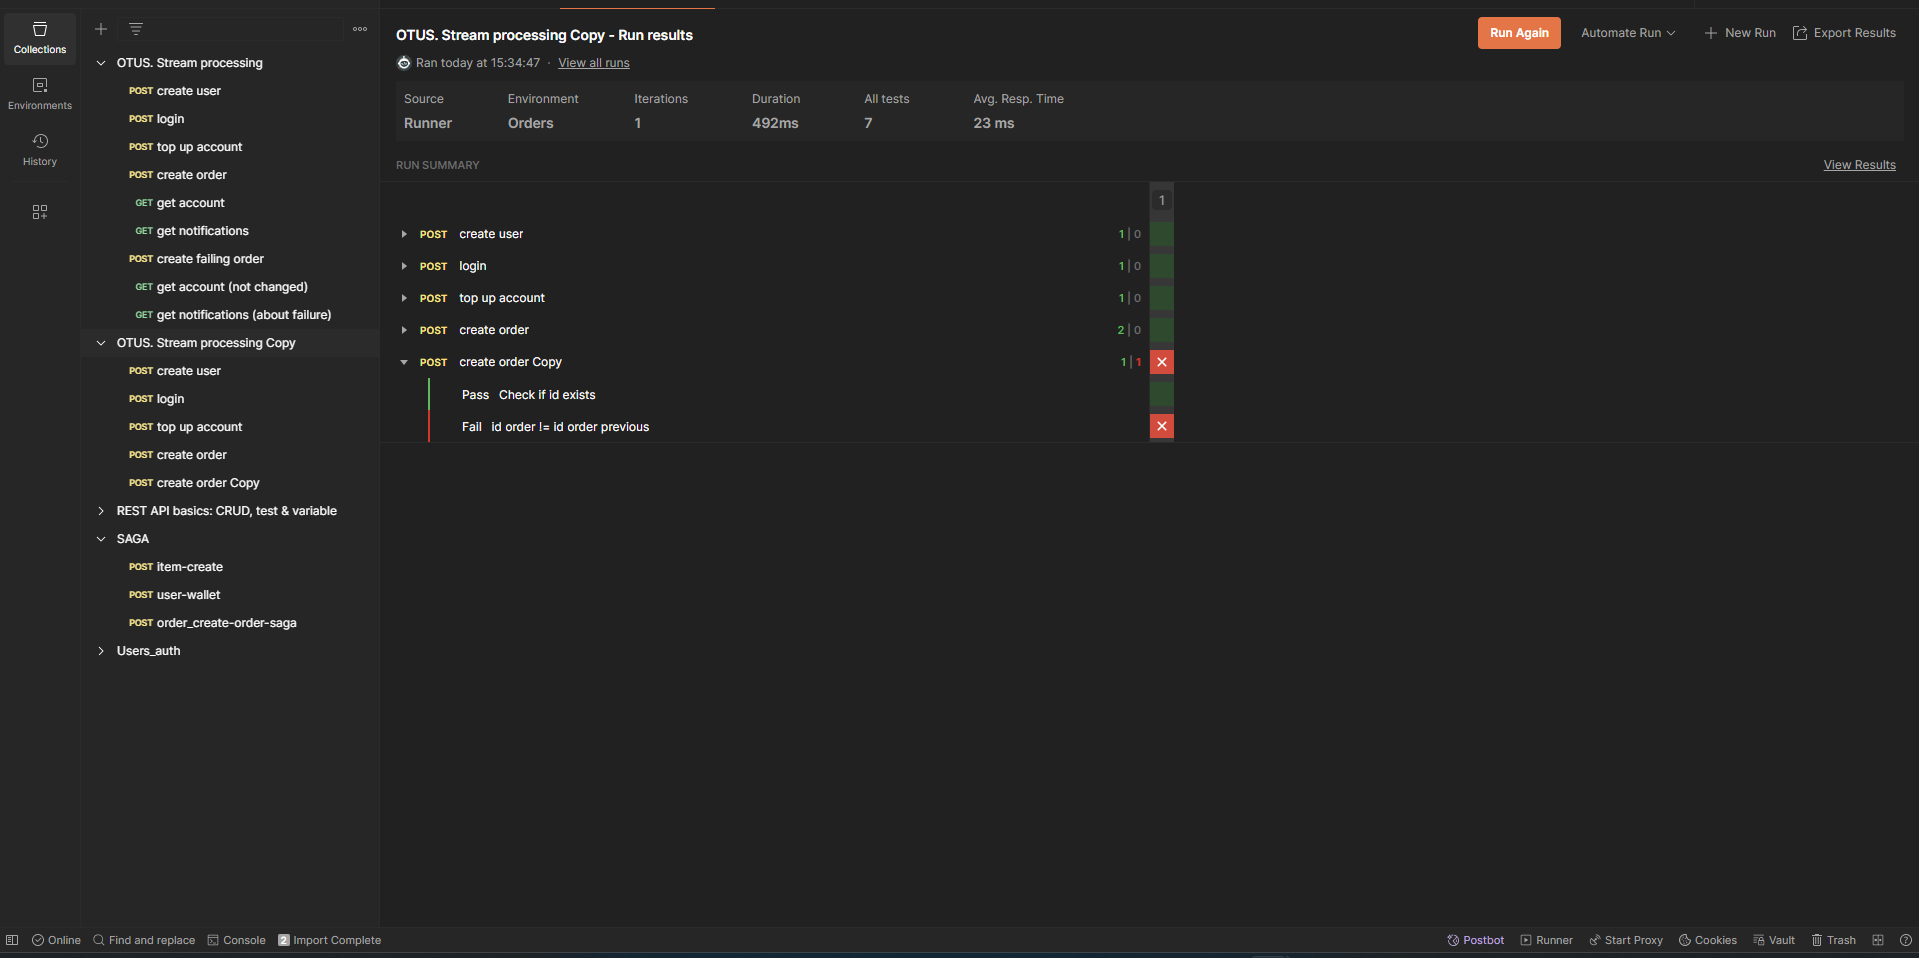 Collections
Environments
History
OTUS. Stream processing
POST create user
POST login
POST top up account
POST create order
GET get account
GET get notifications
POST create failing order
GET get account (not changed)
GET get notifications (about failure)
OTUS. Stream processing Copy
POST create user
POST login
POST top up account
POST create order
POST create order Copy
REST API basics: CRUD, test & variable
SAGA
POST item-create
POST user-wallet
POST order_create-order-saga
Users_auth
OTUS. Stream processing Copy - Run results
Run Again
Automate Run
New Run
Export Results
Ran today at 15:34:47 · View all runs
Source Environment Iterations Duration All tests Avg. Resp. Time
Runner Orders 1 492ms 7 23 ms
RUN SUMMARY View Results
1
POST create user 1 | 0
POST login 1 | 0
POST top up account 1 | 0
POST create order 2 | 0
POST create order Copy 1 | 1
Pass Check if id exists
Fail id order != id order previous
Online Find and replace Console 2 Import Complete Postbot Runner Start Proxy Cookies Vault Trash